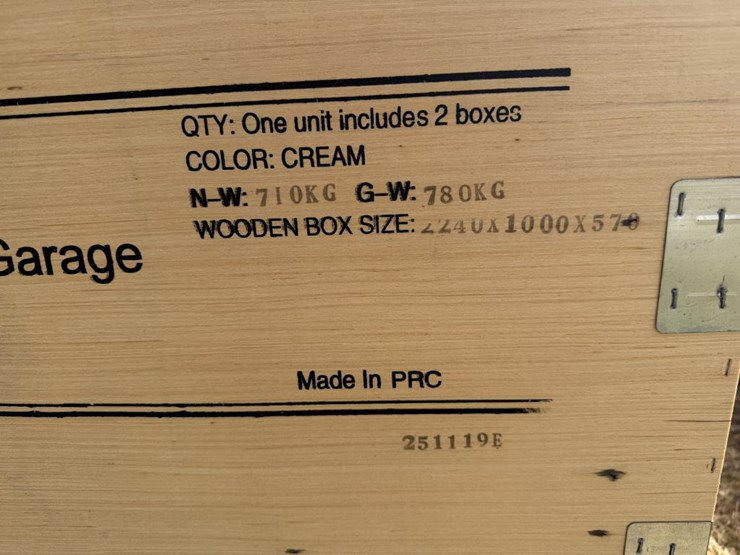 QTY: One unit includes 2 boxes
COLOR: CREAM
N-W: 710KG G-W: 780KG
WOODEN BOX SIZE:
Garage
Made In PRC
251119E